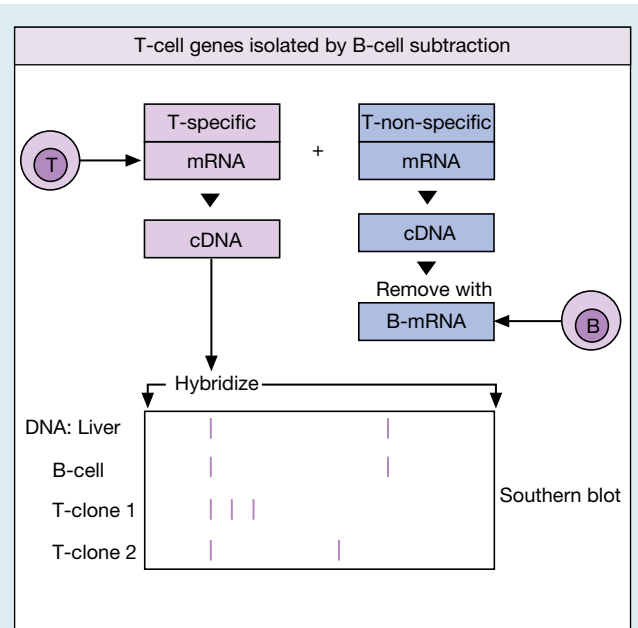 T-cell genes isolated by B-cell subtraction
T-specific
T-non-specific
T
mRNA
+
mRNA
cDNA
cDNA
Remove with
B-mRNA
B
Hybridize
DNA: Liver
B-cell
T-clone 1
T-clone 2
Southern blot